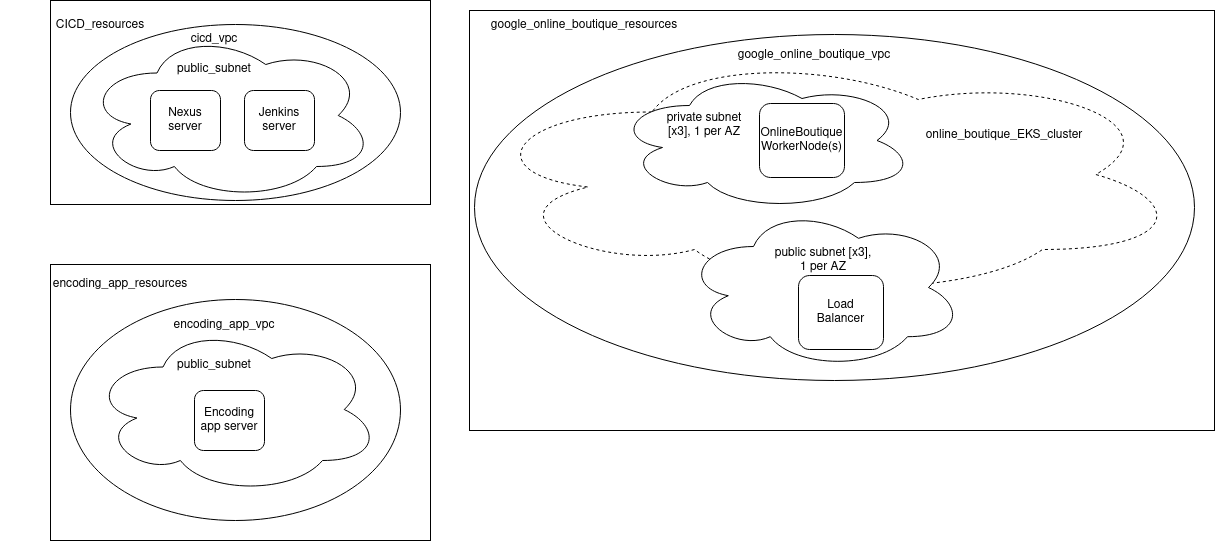 CICD_resources
cicd_vpc
public_subnet
Nexus
server
Jenkins
server
encoding_app_resources
encoding_app_vpc
public_subnet
Encoding
app server
google_online_boutique_resources
google_online_boutique_vpc
private subnet
[x3], 1 per AZ
OnlineBoutique
WorkerNode(s)
online_boutique_EKS_cluster
public subnet [x3],
1 per AZ
Load
Balancer